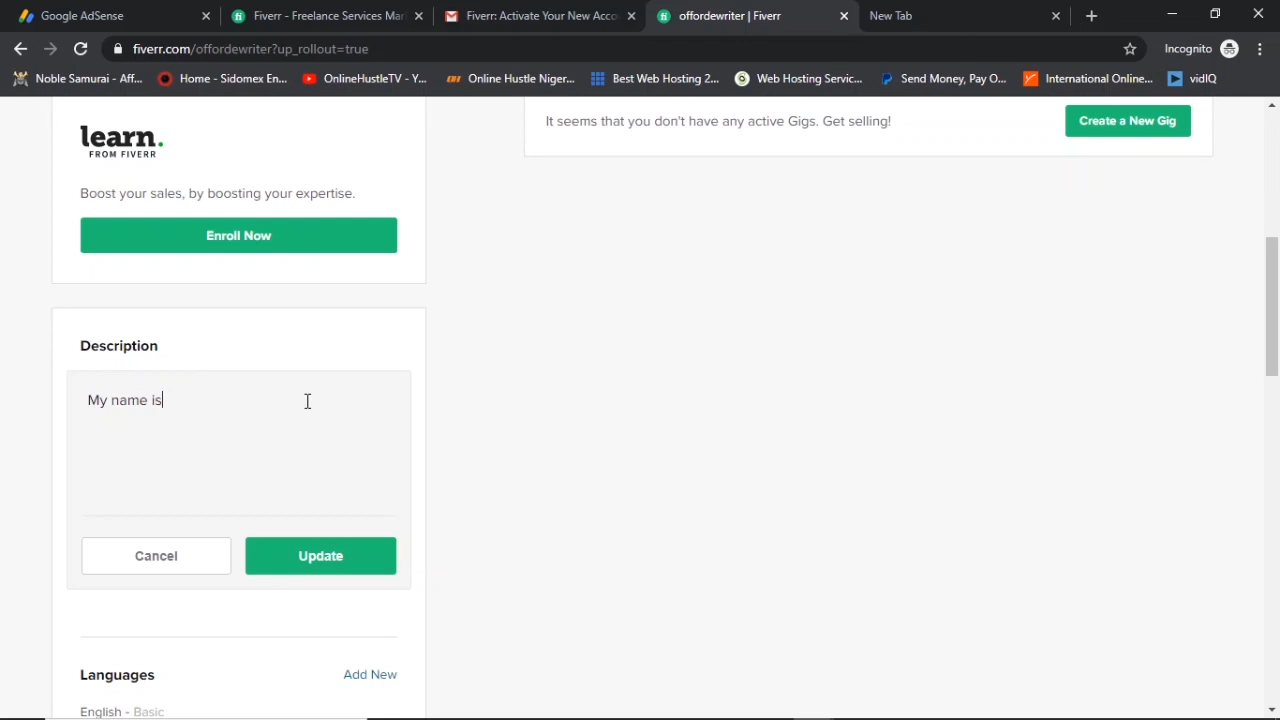 Google AdSense
Fiverr - Freelance Services Mar
Fiverr: Activate Your New Acco
offordewriter | Fiverr
New Tab
fiverr.com/offordewriter?up_rollout=true
Incognito
Noble Samurai - Aff...
Home - Sidomex En...
OnlineHustleTV - Y...
Online Hustle Niger...
Best Web Hosting 2...
Web Hosting Servic...
Send Money, Pay O...
International Online...
vidIQ
learn.
FROM FIVERR
Boost your sales, by boosting your expertise.
Enroll Now
It seems that you don't have any active Gigs. Get selling!
Create a New Gig
Description
My name is
Cancel
Update
Languages
Add New
English - Basic